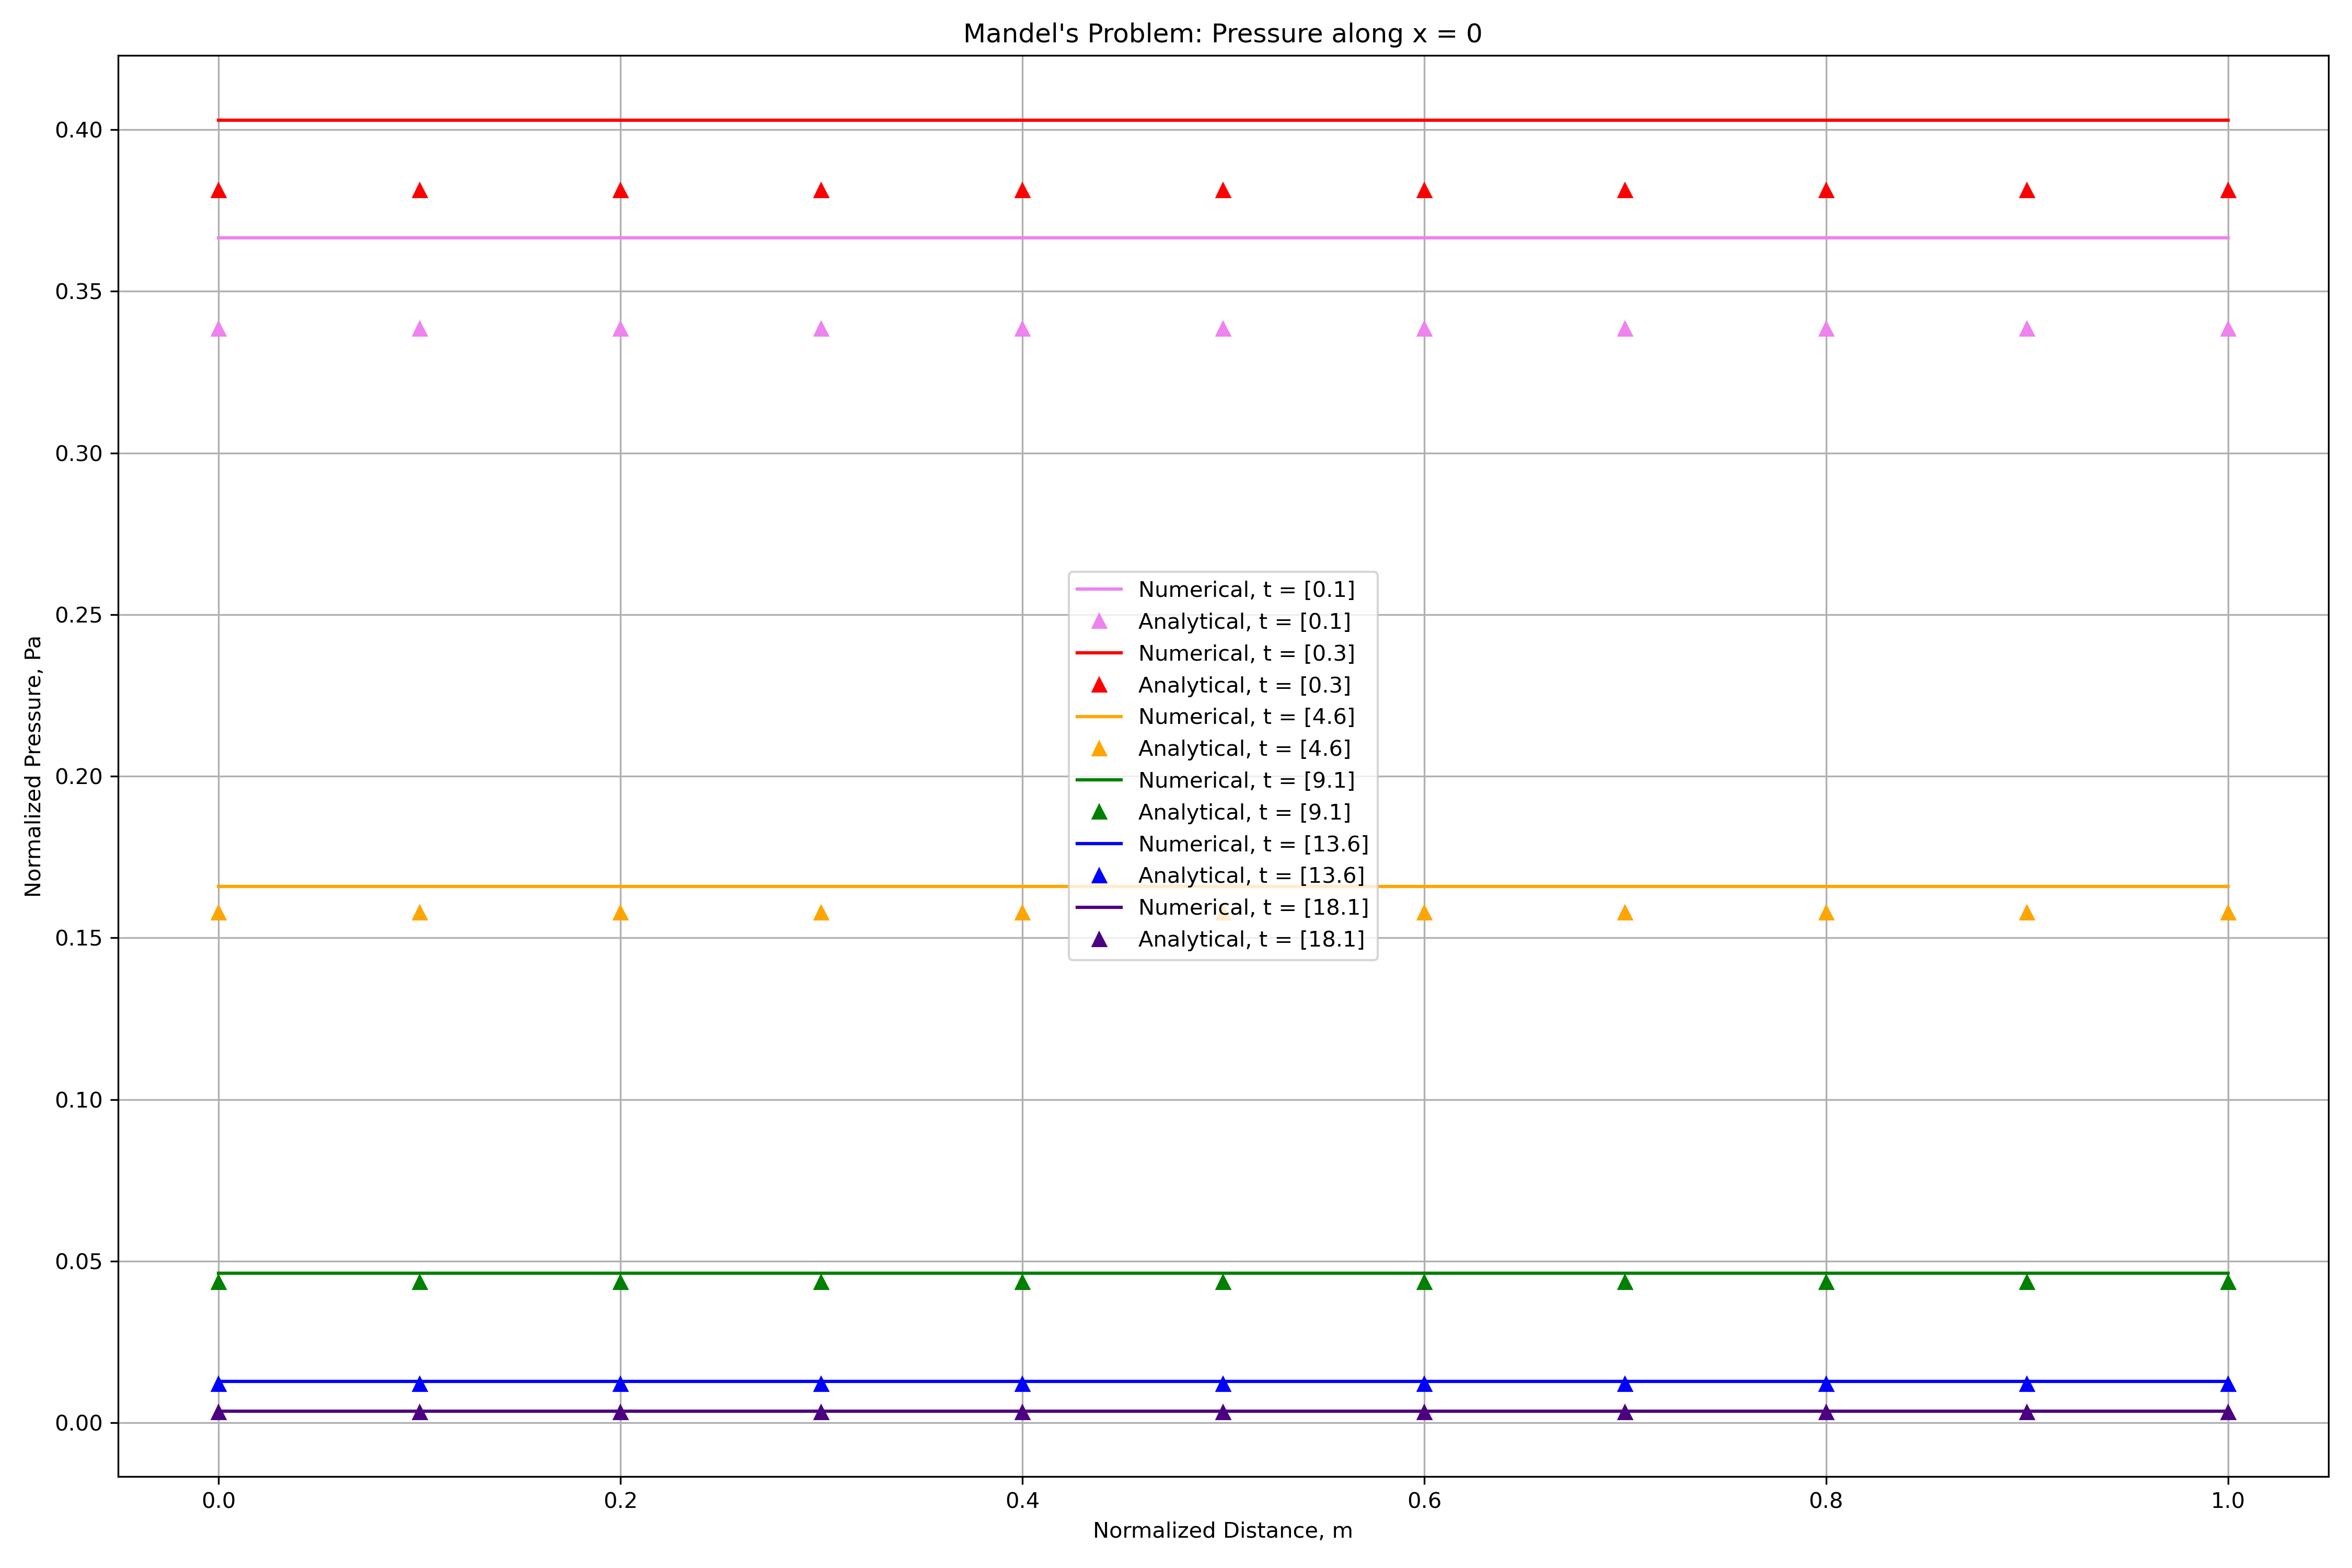 Mandel's Problem: Pressure along x = 0
Normalized Pressure, Pa
0.40
0.35
0.30
0.25
0.20
0.15
0.10
0.05
0.00
Numerical, t = [0.1]
Analytical, t = [0.1]
Numerical, t = [0.3]
Analytical, t = [0.3]
Numerical, t = [4.6]
Analytical, t = [4.6]
Numerical, t = [9.1]
Analytical, t = [9.1]
Numerical, t = [13.6]
Analytical, t = [13.6]
Numerical, t = [18.1]
Analytical, t = [18.1]
0.0 0.2 0.4 0.6 0.8 1.0
Normalized Distance, m